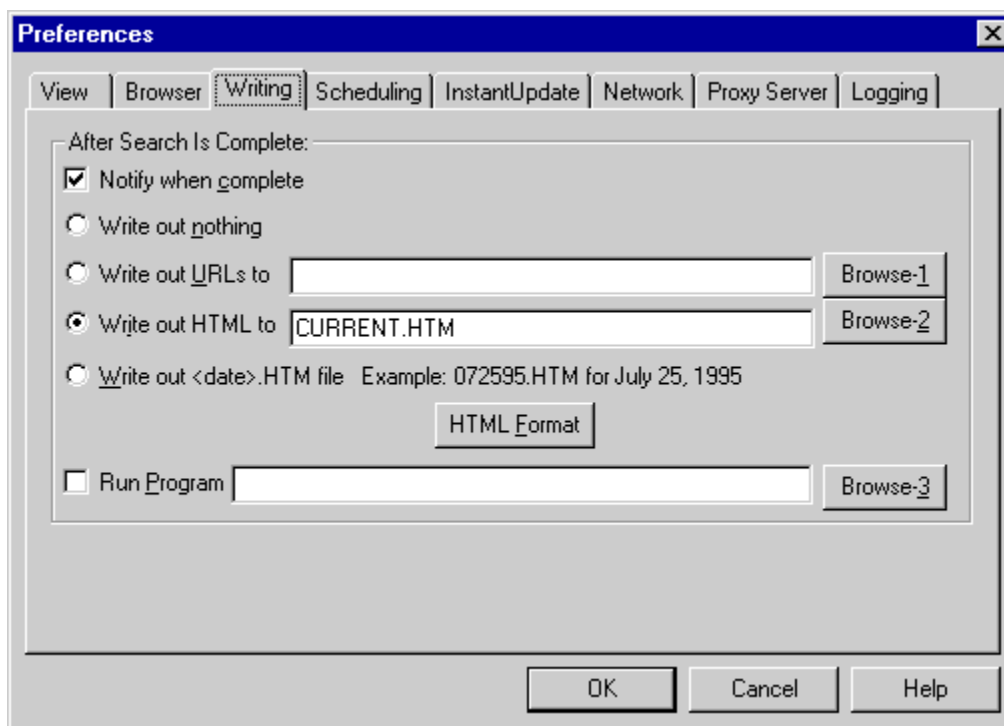 Preferences
View Browser Writing Scheduling InstantUpdate Network Proxy Server Logging
After Search Is Complete:
Notify when complete
Write out nothing
Write out URLs to Browse-1
Write out HTML to CURRENT.HTM Browse-2
Write out <date>.HTM file Example: 072595.HTM for July 25, 1995
HTML Format
Run Program Browse-3
OK Cancel Help